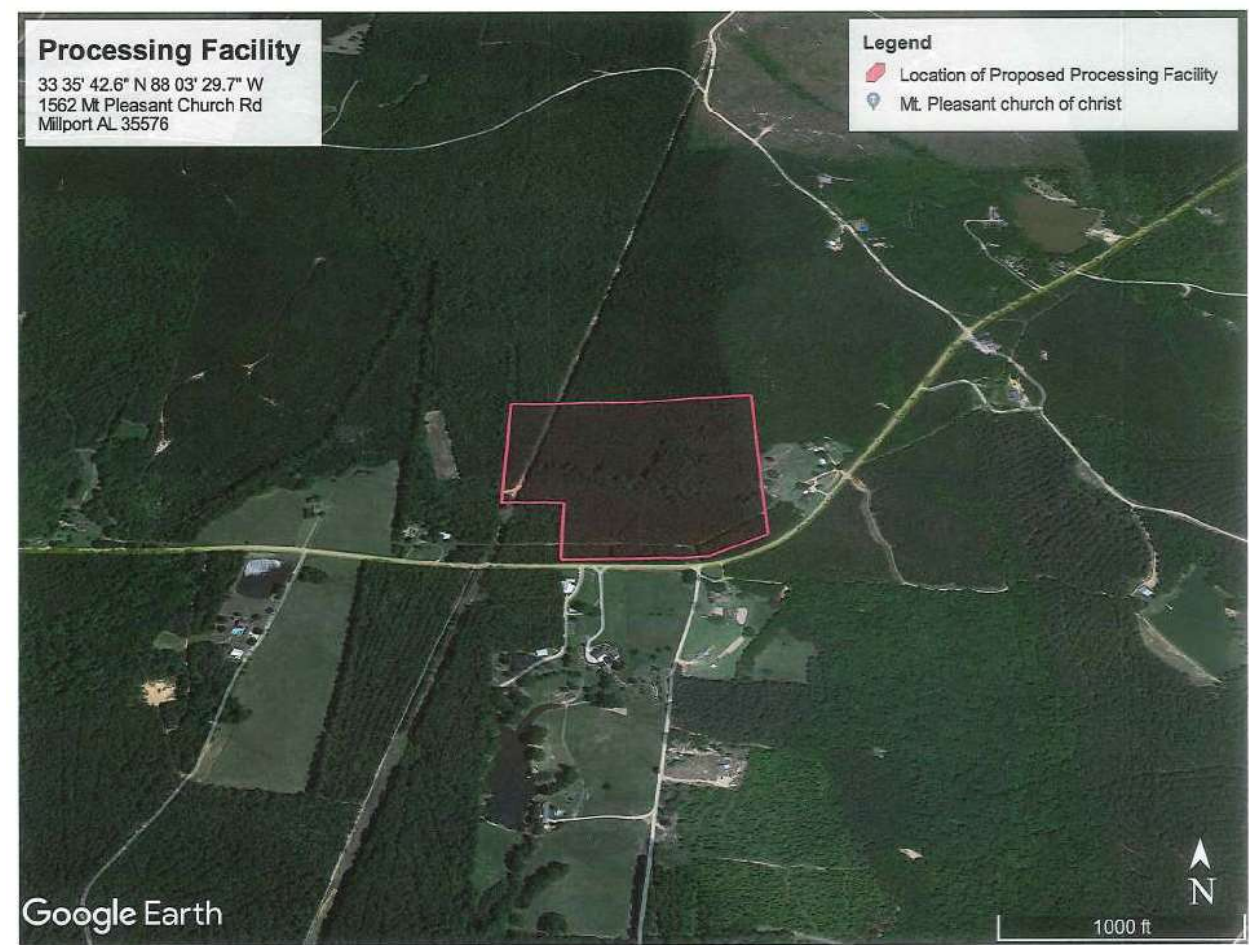 Processing Facility
33 35' 42.6" N 88 03' 29.7" W
1562 Mt Pleasant Church Rd
Millport AL 35576
Legend
Location of Proposed Processing Facility
Mt. Pleasant church of christ
Google Earth
N
1000 ft